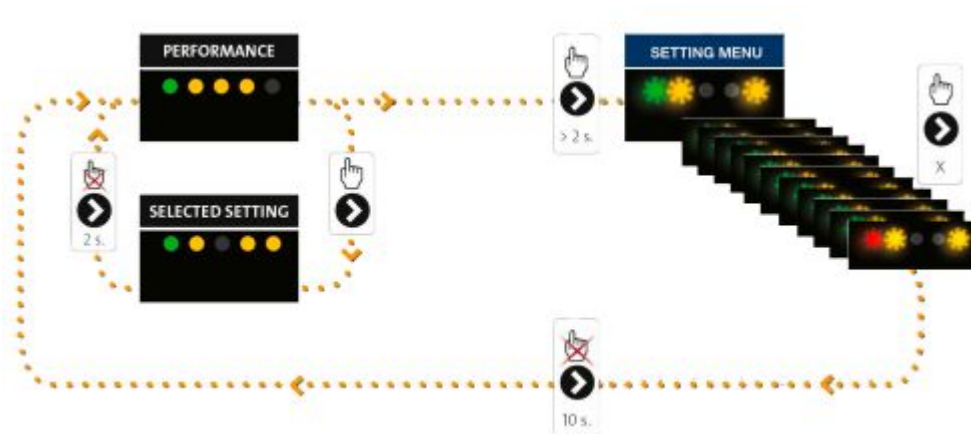 PERFORMANCE
SETTING MENU
> 2 s.
X
SELECTED SETTING
2 s.
10 s.